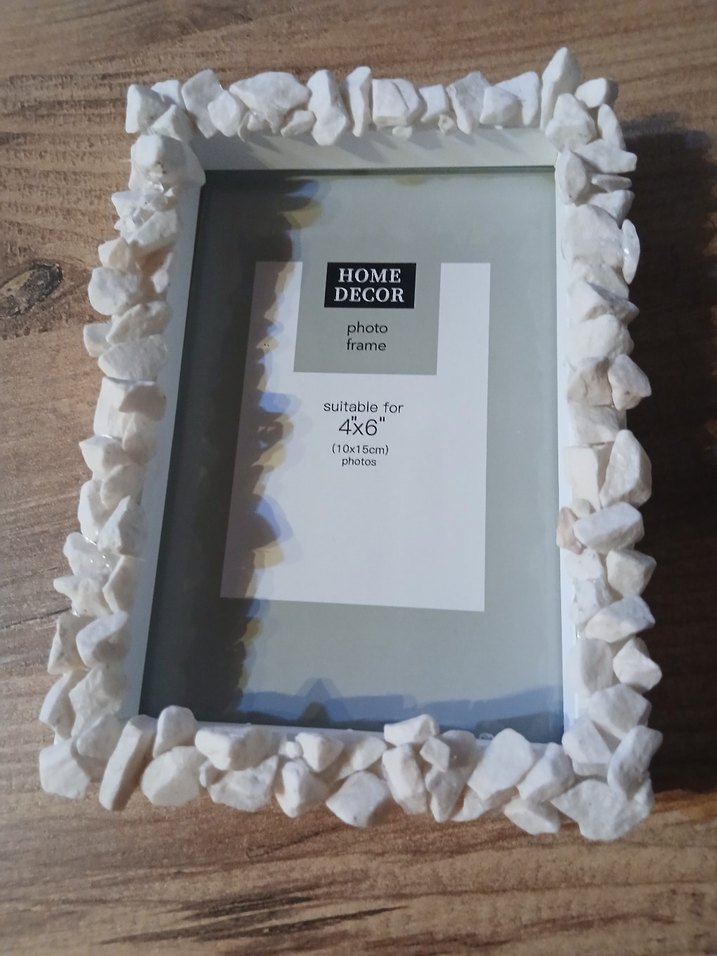 HOME
DECOR
photo
frame
suitable for
4"x6"
(10x15cm)
photos